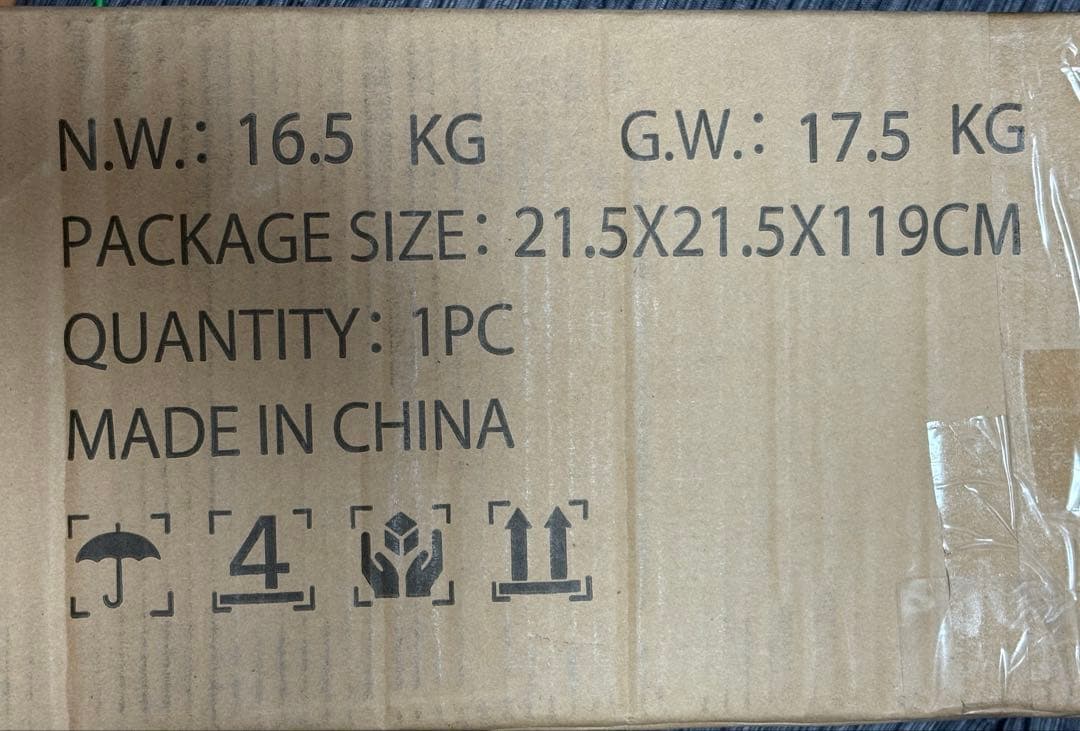 N.W.: 16.5 KG G.W.: 17.5 KG
PACKAGE SIZE: 21.5X21.5X119CM
QUANTITY: 1PC
MADE IN CHINA
4